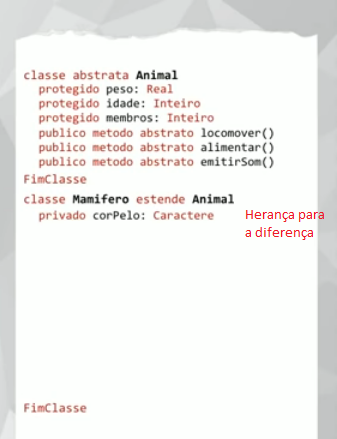 classe abstrata Animal
protegido peso: Real
protegido idade: Inteiro
protegido membros: Inteiro
publico metodo abstrato locomover()
publico metodo abstrato alimentar()
publico metodo abstrato emitirSom()
FimClasse
classe Mamifero estende Animal
privado corPelo: Caractere
Herança para
a diferença
FimClasse